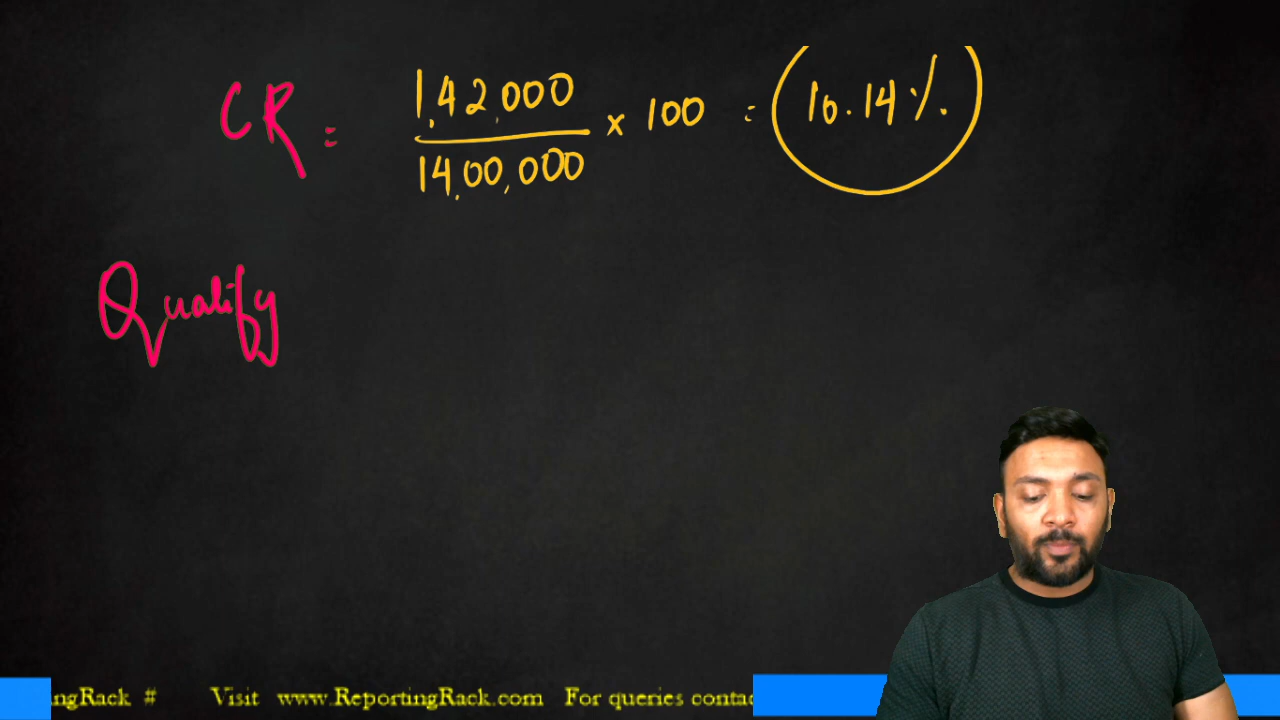 CR = 1,42,000 / 14,00,000 × 100 = 10.14%
Qualify
ngRack # Visit www.ReportingRack.com For queries contac